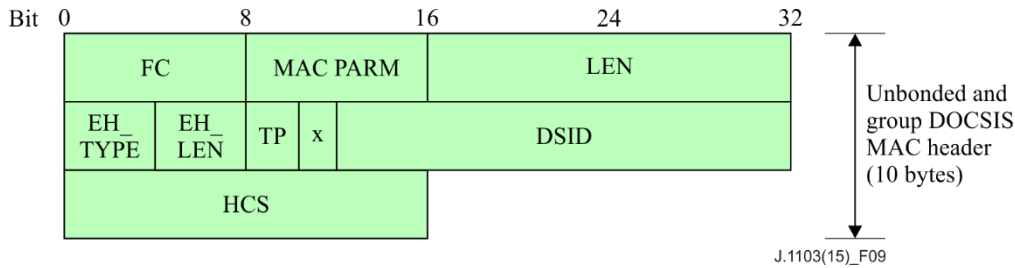 Bit 0 8 16 24 32
FC MAC PARM LEN
EH_
TYPE
EH_
LEN
TP x DSID
HCS
Unbonded and
group DOCSIS
MAC header
(10 bytes)
J.1103(15)_F09